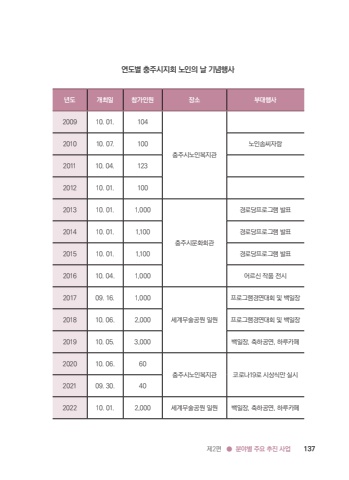 연도별 충주시지회 노인의 날 기념행사
년도 개최일 참가인원 장소 부대행사
2009 10. 01. 104
2010 10. 07. 100 노인솜씨자랑
충주시노인복지관
2011 10. 04. 123
2012 10. 01. 100
2013 10. 01. 1,000 경로당프로그램 발표
2014 10. 01. 1,100 경로당프로그램 발표
충주시문화회관
2015 10. 01. 1,100 경로당프로그램 발표
2016 10. 04. 1,000 어르신 작품 전시
2017 09. 16. 1,000 프로그램경연대회 및 백일장
2018 10. 06. 2,000 세계무술공원 일원 프로그램경연대회 및 백일장
2019 10. 05. 3,000 백일장, 축하공연, 하루카페
2020 10. 06. 60
충주시노인복지관 코로나19로 시상식만 실시
2021 09. 30. 40
2022 10. 01. 2,000 세계무술공원 일원 백일장, 축하공연, 하루카페
제2편 ● 분야별 주요 추진 사업 137